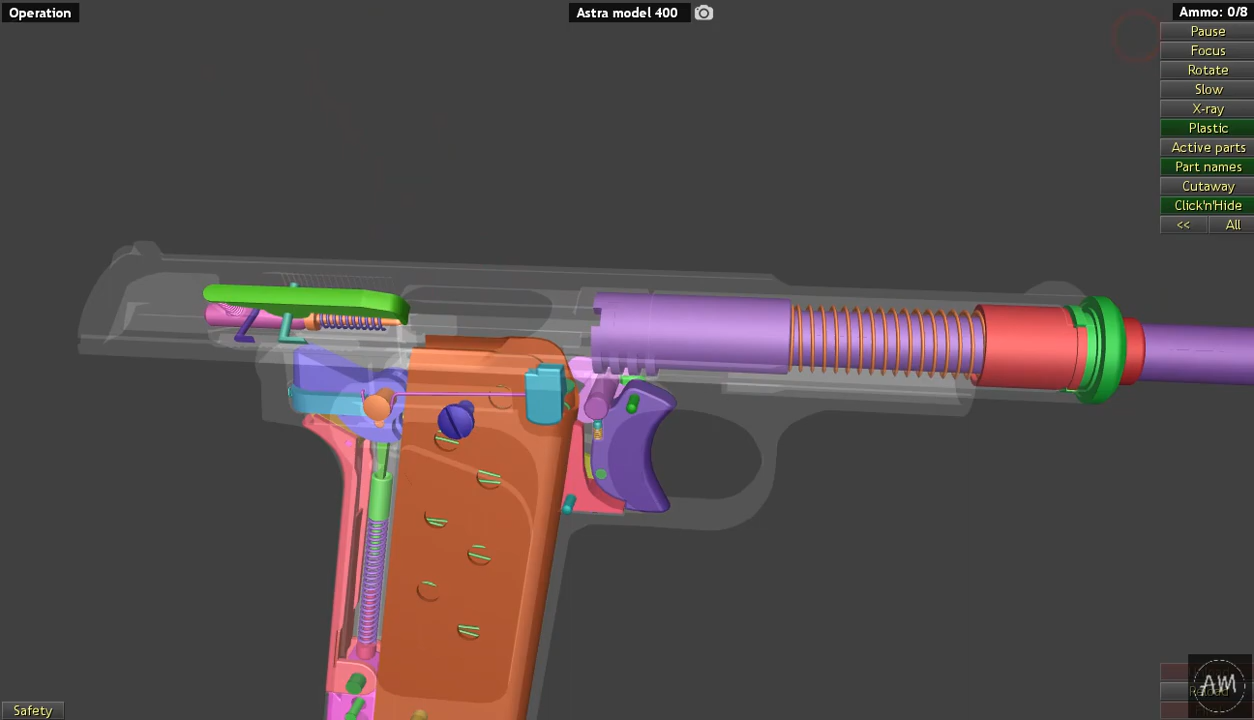 Operation
Astra model 400
Ammo: 0/8
Pause
Focus
Rotate
Slow
X-ray
Plastic
Active parts
Part names
Cutaway
Click'n'Hide
<< All
Safety
AM